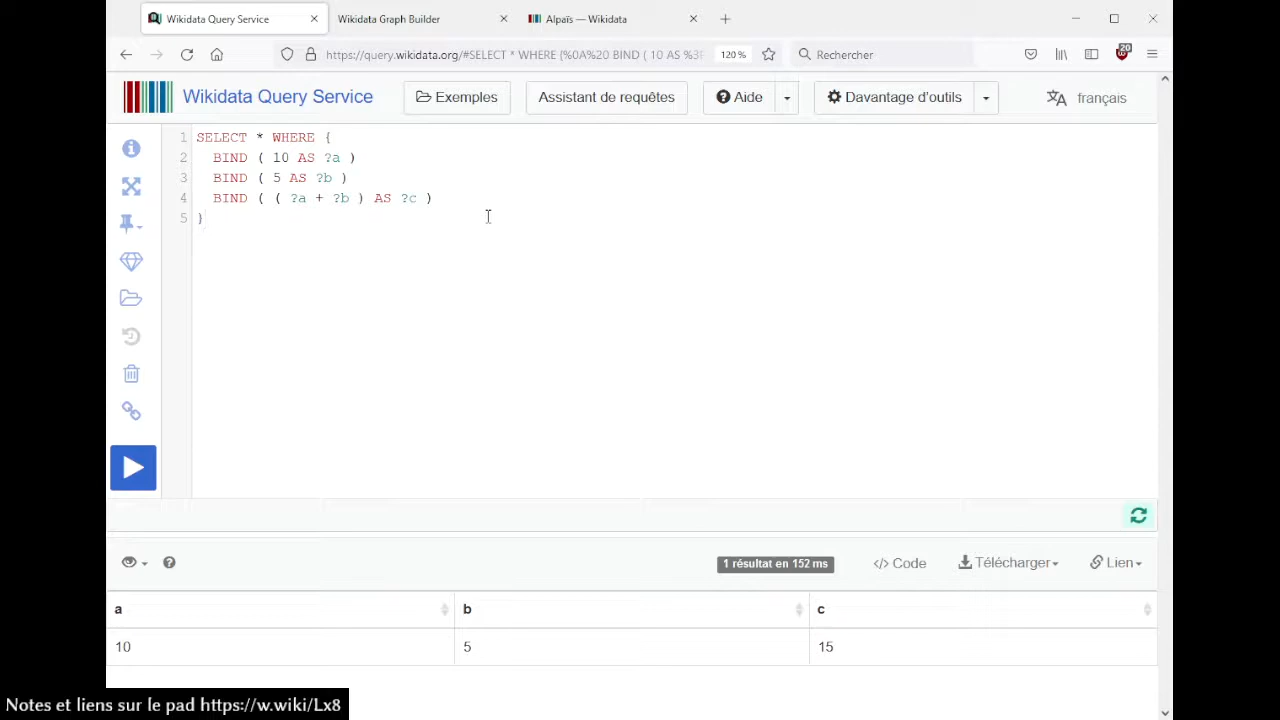 Wikidata Query Service
Wikidata Graph Builder
Alpaïs — Wikidata
https://query.wikidata.org/#SELECT * WHERE {%0A%20 BIND ( 10 AS %3F
120 %
Rechercher
20
Wikidata Query Service
Exemples
Assistant de requêtes
Aide
Davantage d'outils
français
1 SELECT * WHERE {
2 BIND ( 10 AS ?a )
3 BIND ( 5 AS ?b )
4 BIND ( ( ?a + ?b ) AS ?c )
5 }
1 résultat en 152 ms
</> Code
Télécharger
Lien
a b c
10 5 15
Notes et liens sur le pad https://w.wiki/Lx8